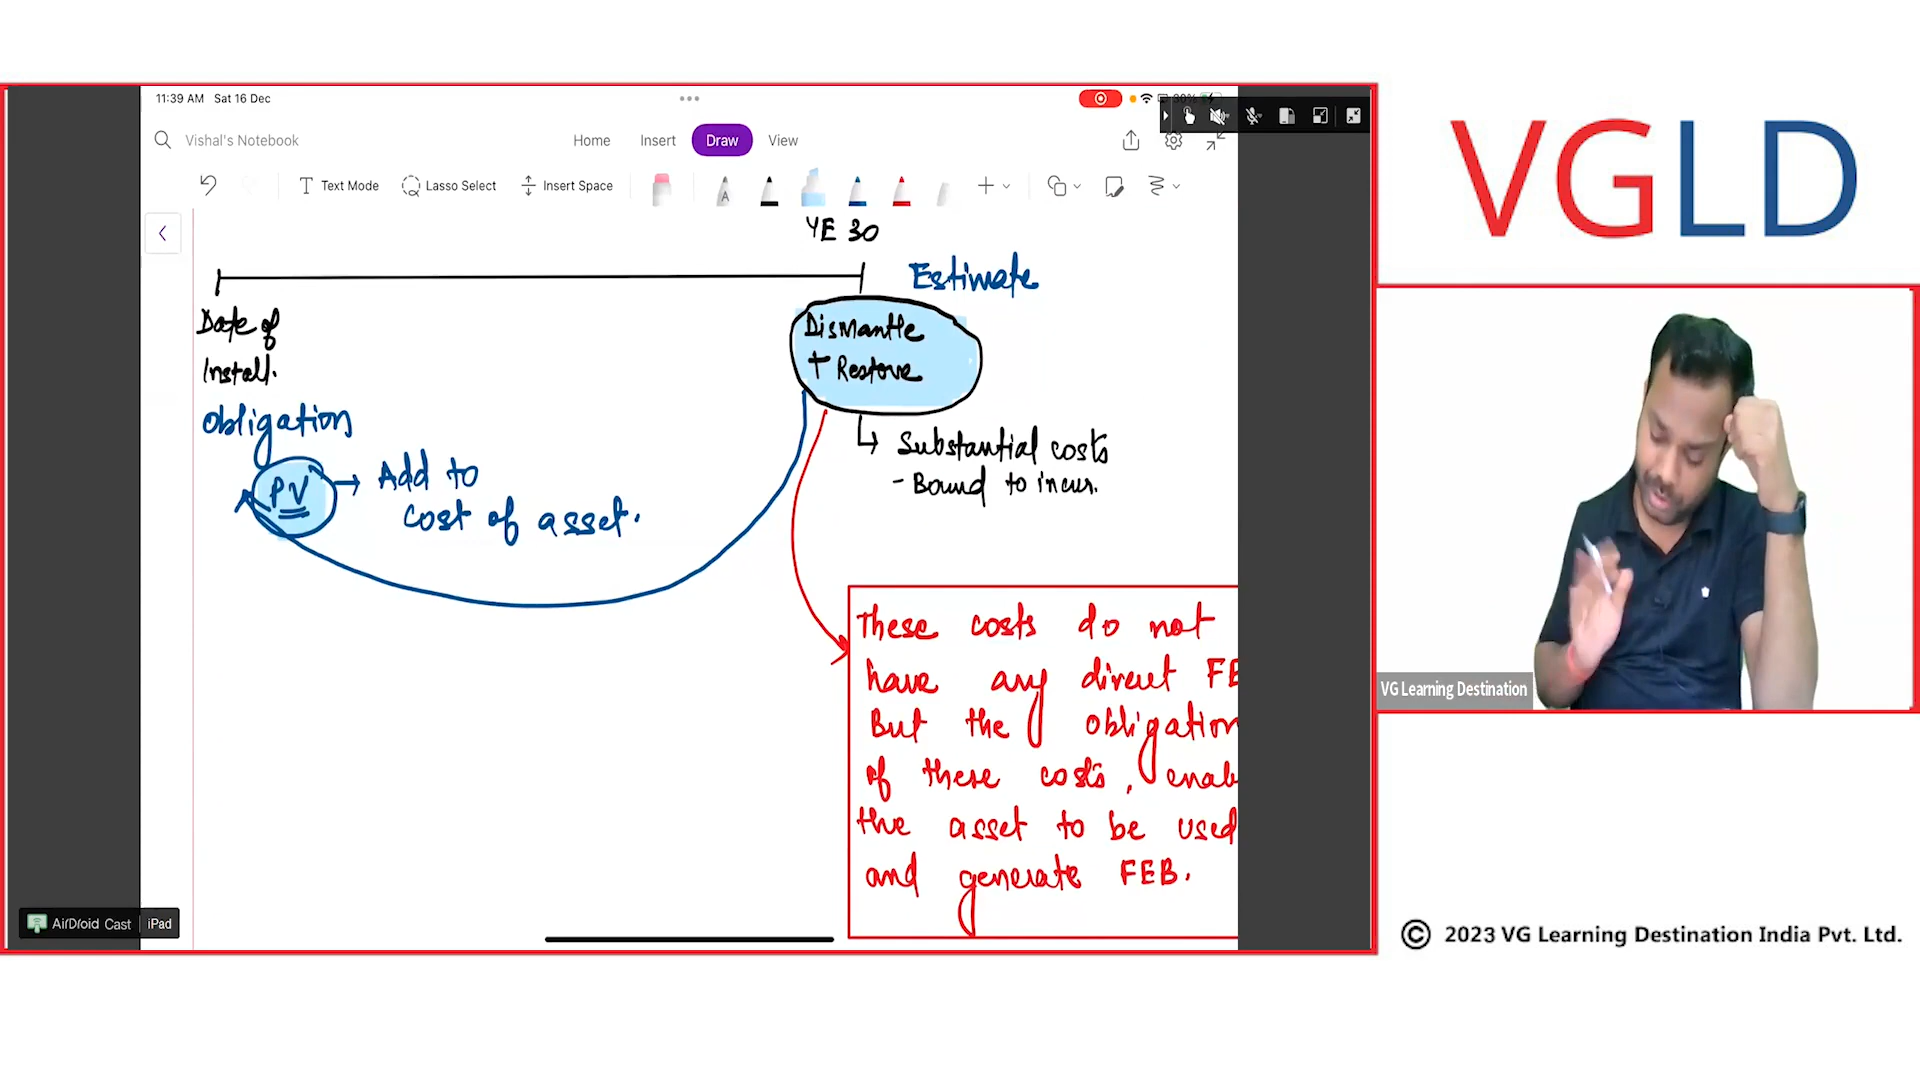 11:39 AM Sat 16 Dec
30%
Vishal's Notebook
Home Insert Draw View
Text Mode Lasso Select Insert Space
YE 30
Estimate
Date of
Install.
Dismantle
+ Restore
Obligation
PV → Add to
cost of asset.
↳ Substantial costs
- Bound to incur.
These costs do not
have any direct FE
But the obligation
of these costs, enab
the asset to be used
and generate FEB.
AirDroid Cast iPad
VGLD
VG Learning Destination
© 2023 VG Learning Destination India Pvt. Ltd.